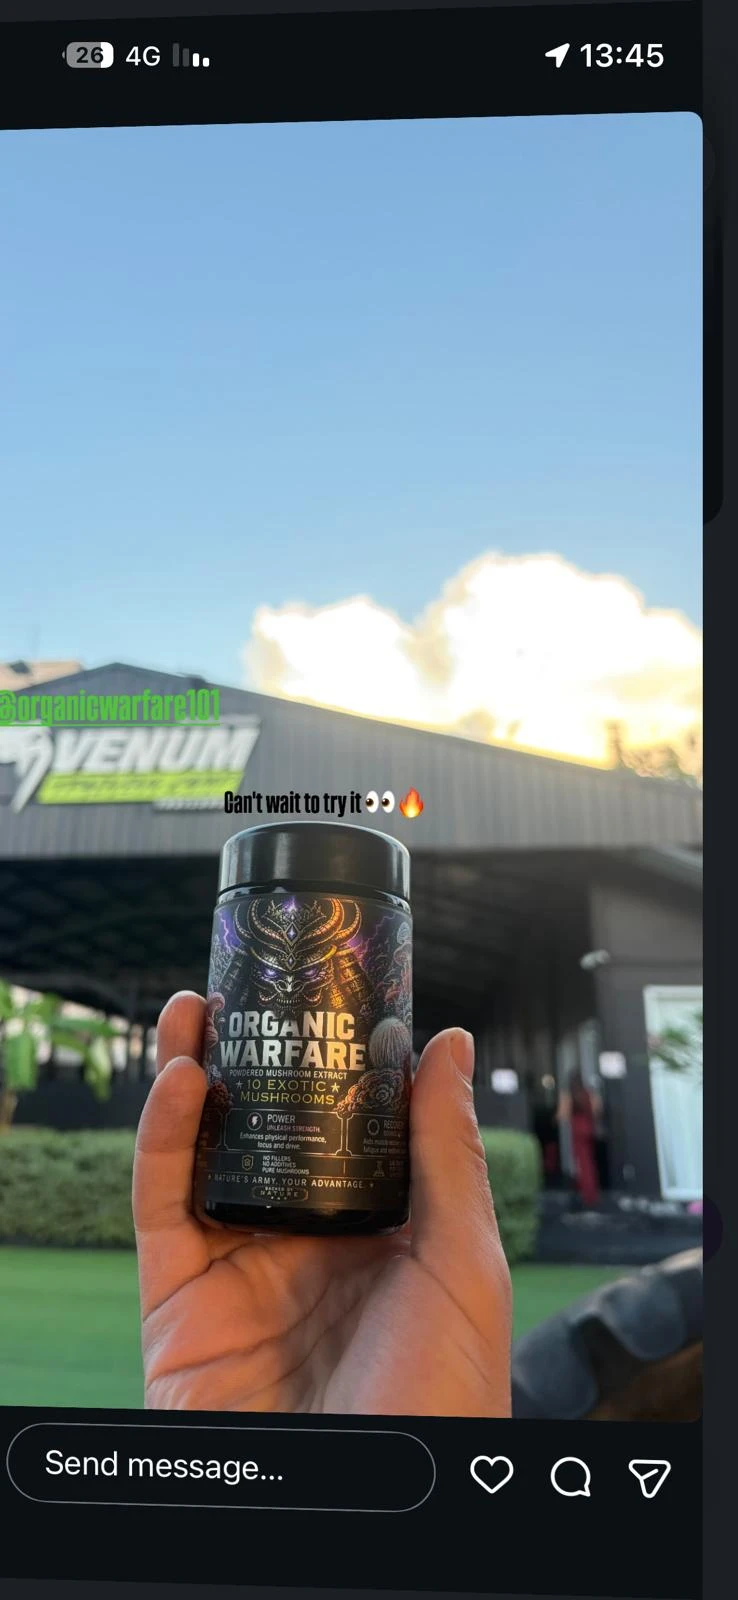 26 4G 13:45
@organicwarfare101
VENUM
Can't wait to try it 👀🔥
ORGANIC
WARFARE
POWDERED MUSHROOM EXTRACT
★ 10 EXOTIC ★
MUSHROOMS
POWER
UNLEASH STRENGTH.
Enhances physical performance,
focus and drive.
NO FILLERS
NO ADDITIVES
PURE MUSHROOMS
NATURE'S ARMY. YOUR ADVANTAGE.
NATURE
Send message...